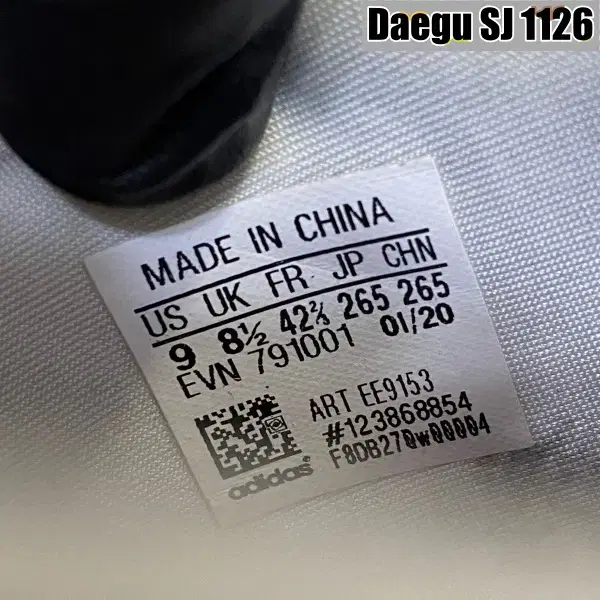 Daegu SJ 1126
MADE IN CHINA
US UK FR JP CHN
9 8½ 42⅔ 265 265
EVN 791001 01/20
ART EE9153
#123868854
F8DB270W00004
adidas